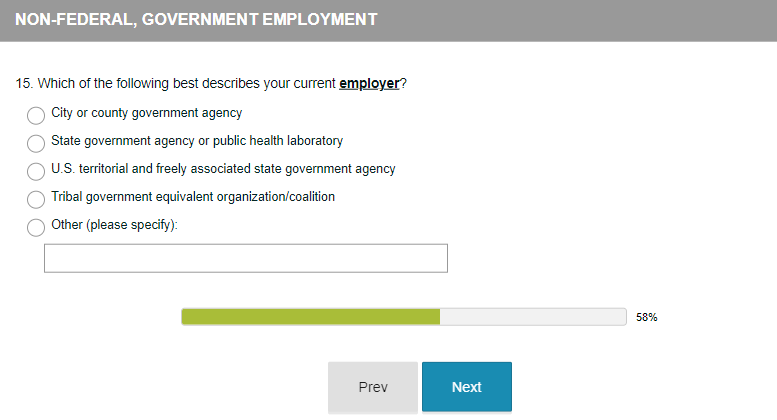 NON-FEDERAL, GOVERNMENT EMPLOYMENT
15. Which of the following best describes your current employer?
City or county government agency
State government agency or public health laboratory
U.S. territorial and freely associated state government agency
Tribal government equivalent organization/coalition
Other (please specify):
58%
Prev Next